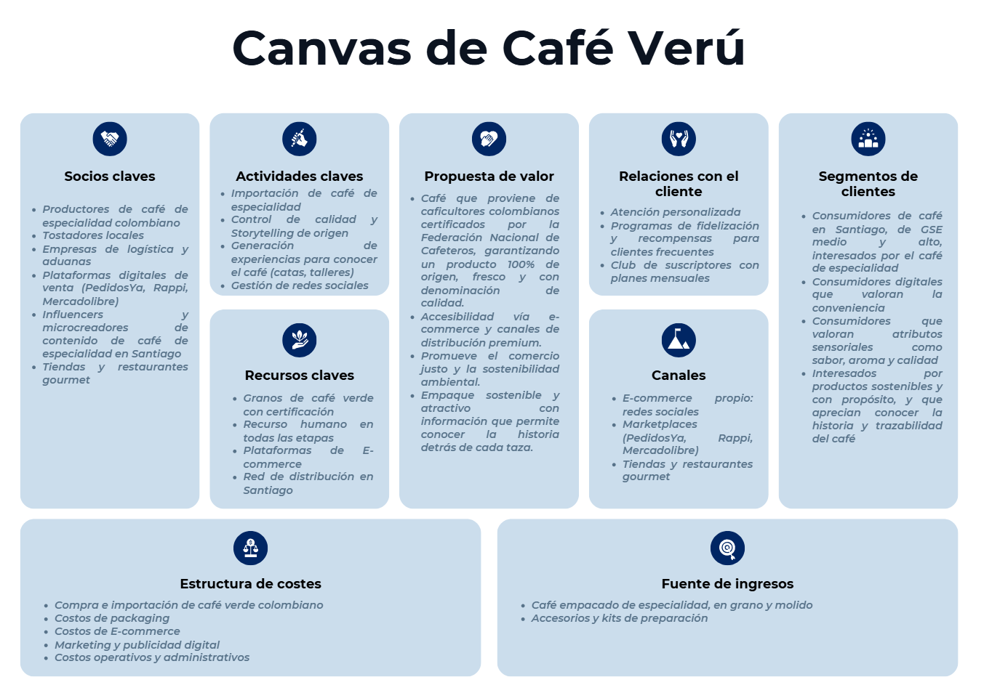 Canvas de Café Verú
Socios claves
Productores de café de
especialidad colombiano
Tostadores locales
Empresas de logística y
aduanas
Plataformas digitales de
venta (PedidosYa, Rappi,
Mercadolibre)
Influencers y
microcreadores de
contenido de café de
especialidad en Santiago
Tiendas y restaurantes
gourmet
Actividades claves
Importación de café de
especialidad
Control de calidad y
Storytelling de origen
Generación de
experiencias para conocer
el café (catas, talleres)
Gestión de redes sociales
Recursos claves
Granos de café verde
con certificación
Recurso humano en
todas las etapas
Plataformas de E-
commerce
Red de distribución en
Santiago
Propuesta de valor
Café que proviene de
caficultores colombianos
certificados por la
Federación Nacional de
Cafeteros, garantizando
un producto 100% de
origen, fresco y con
denominación de
calidad.
Accesibilidad vía e-
commerce y canales de
distribución premium.
Promueve el comercio
justo y la sostenibilidad
ambiental.
Empaque sostenible y
atractivo con
información que permite
conocer la historia
detrás de cada taza.
Relaciones con el
cliente
Atención personalizada
Programas de fidelización
y recompensas para
clientes frecuentes
Club de suscriptores con
planes mensuales
Canales
E-commerce propio:
redes sociales
Marketplaces
(PedidosYa, Rappi,
Mercadolibre)
Tiendas y restaurantes
gourmet
Segmentos de
clientes
Consumidores de café
en Santiago, de GSE
medio y alto,
interesados por el café
de especialidad
Consumidores digitales
que valoran la
conveniencia
Consumidores que
valoran atributos
sensoriales como
sabor, aroma y calidad
Interesados por
productos sostenibles y
con propósito, y que
aprecian conocer la
historia y trazabilidad
del café
Estructura de costes
Compra e importación de café verde colombiano
Costos de packaging
Costos de E-commerce
Marketing y publicidad digital
Costos operativos y administrativos
Fuente de ingresos
Café empacado de especialidad, en grano y molido
Accesorios y kits de preparación